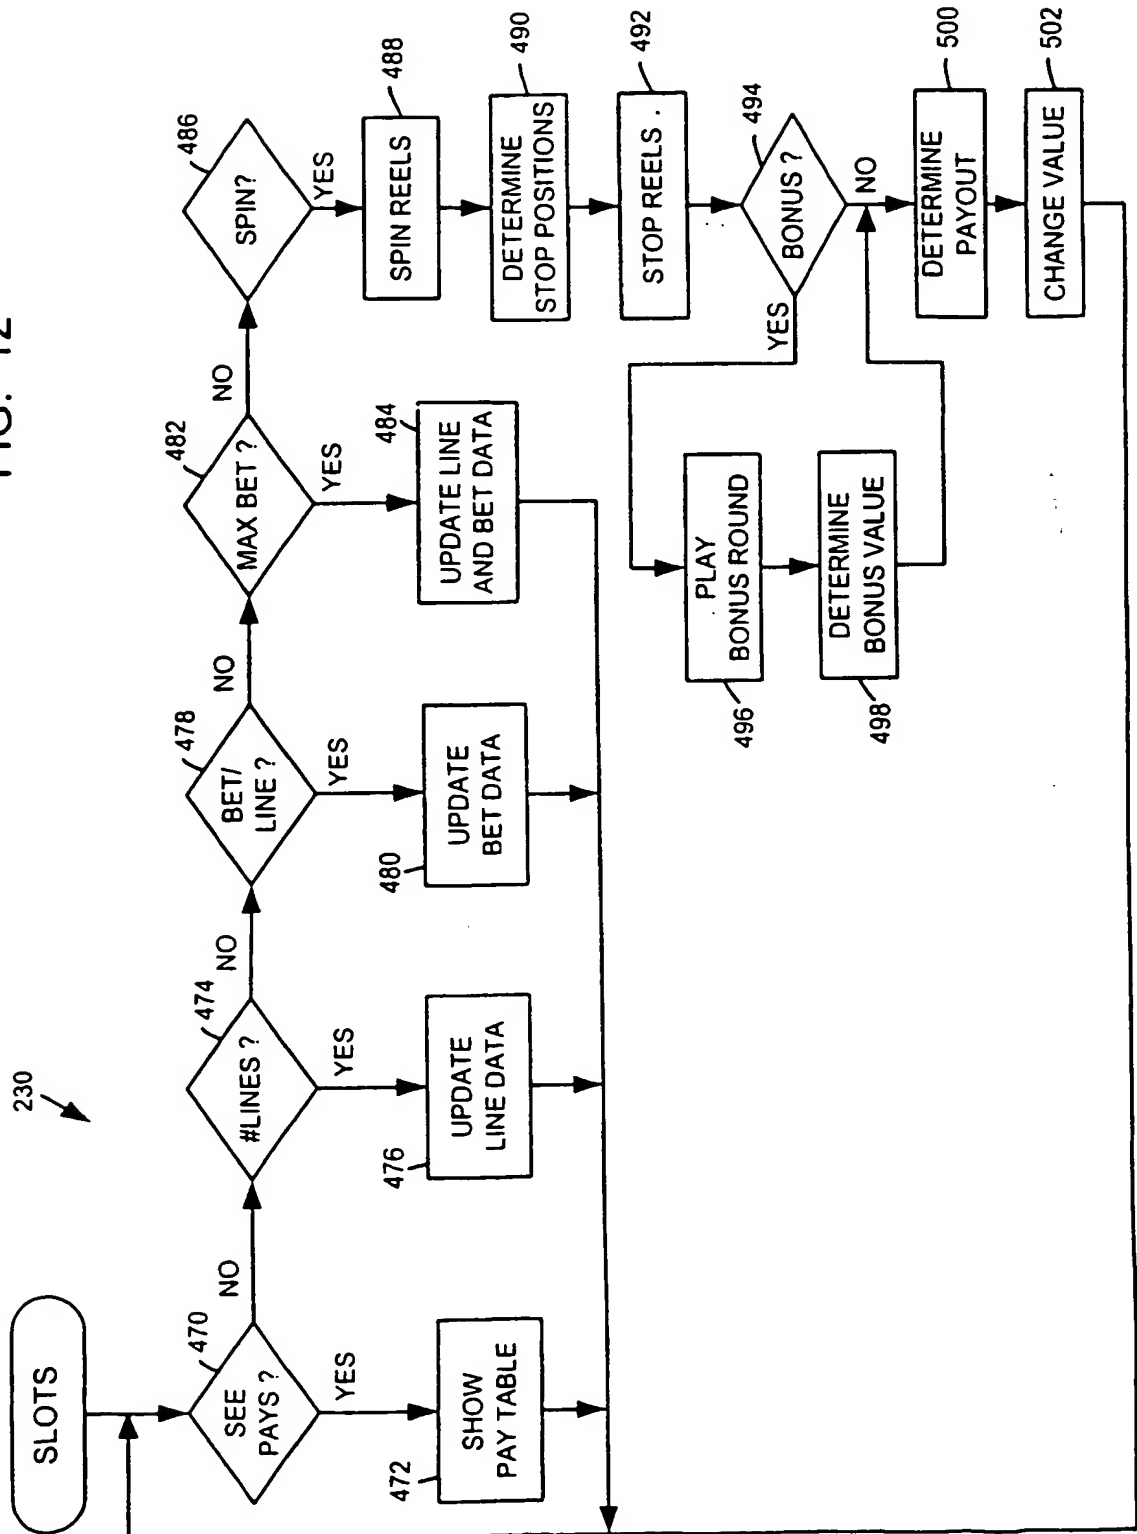 FIG. 12
230
SLOTS
470
SEE
PAYS ?
NO
YES
472
SHOW
PAY TABLE
474
#LINES ?
NO
YES
476
UPDATE
LINE DATA
478
BET/
LINE ?
NO
YES
480
UPDATE
BET DATA
482
MAX BET ?
NO
YES
484
UPDATE LINE
AND BET DATA
486
SPIN?
YES
488
SPIN REELS
490
DETERMINE
STOP POSITIONS
492
STOP REELS .
494
BONUS ?
YES
NO
496
PLAY
BONUS ROUND
498
DETERMINE
BONUS VALUE
500
DETERMINE
PAYOUT
502
CHANGE VALUE